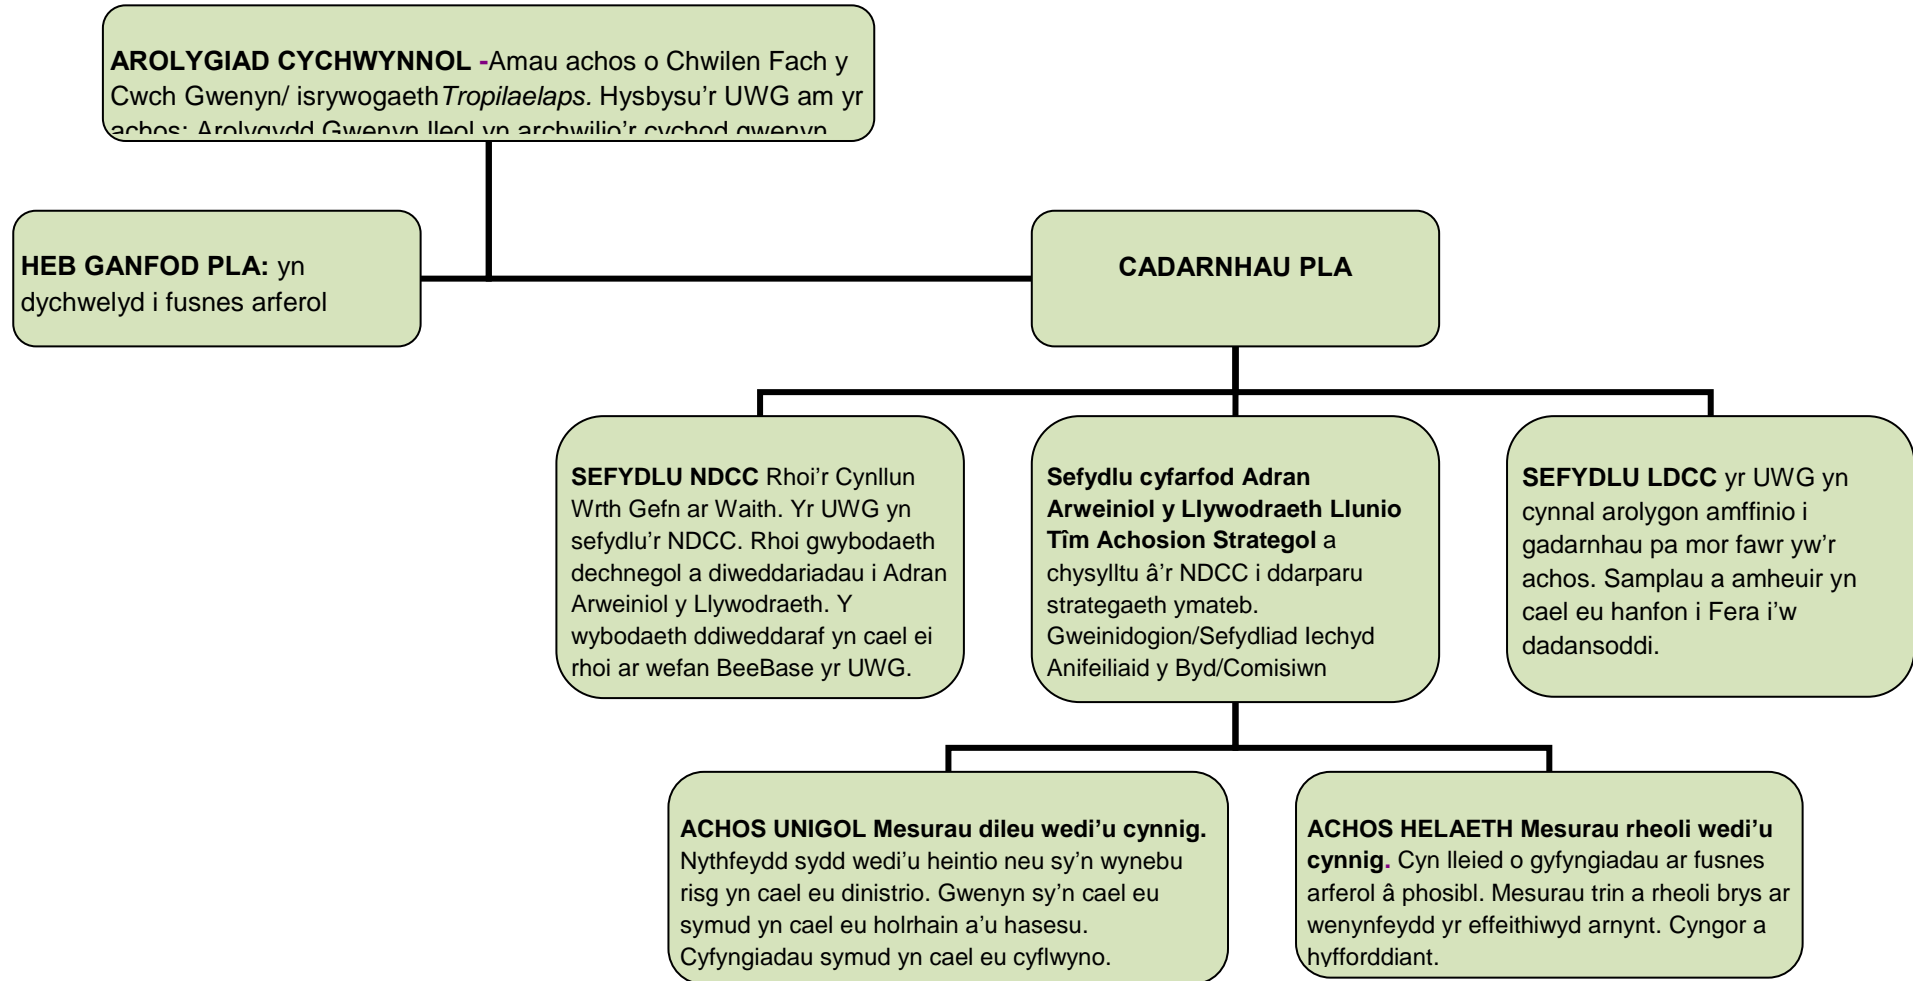 AROLYGIAD CYCHWYNNOL -Amau achos o Chwilen Fach y
Cwch Gwenyn/ isrywogaeth Tropilaelaps. Hysbysu'r UWG am yr
achos; Arolygydd Gwenyn lleol yn archwilio'r cychod gwenyn
HEB GANFOD PLA: yn
dychwelyd i fusnes arferol
CADARNHAU PLA
SEFYDLU NDCC Rhoi'r Cynllun
Wrth Gefn ar Waith. Yr UWG yn
sefydlu'r NDCC. Rhoi gwybodaeth
dechnegol a diweddariadau i Adran
Arweiniol y Llywodraeth. Y
wybodaeth ddiweddaraf yn cael ei
rhoi ar wefan BeeBase yr UWG.
Sefydlu cyfarfod Adran
Arweiniol y Llywodraeth Llunio
Tîm Achosion Strategol a
chysylltu â'r NDCC i ddarparu
strategaeth ymateb.
Gweinidogion/Sefydliad Iechyd
Anifeiliaid y Byd/Comisiwn
SEFYDLU LDCC yr UWG yn
cynnal arolygon amffinio i
gadarnhau pa mor fawr yw'r
achos. Samplau a amheuir yn
cael eu hanfon i Fera i'w
dadansoddi.
ACHOS UNIGOL Mesurau dileu wedi'u cynnig.
Nythfeydd sydd wedi'u heintio neu sy'n wynebu
risg yn cael eu dinistrio. Gwenyn sy'n cael eu
symud yn cael eu holrhain a'u hasesu.
Cyfyngiadau symud yn cael eu cyflwyno.
ACHOS HELAETH Mesurau rheoli wedi'u
cynnig. Cyn lleied o gyfyngiadau ar fusnes
arferol â phosibl. Mesurau trin a rheoli brys ar
wenynfeydd yr effeithiwyd arnynt. Cyngor a
hyfforddiant.